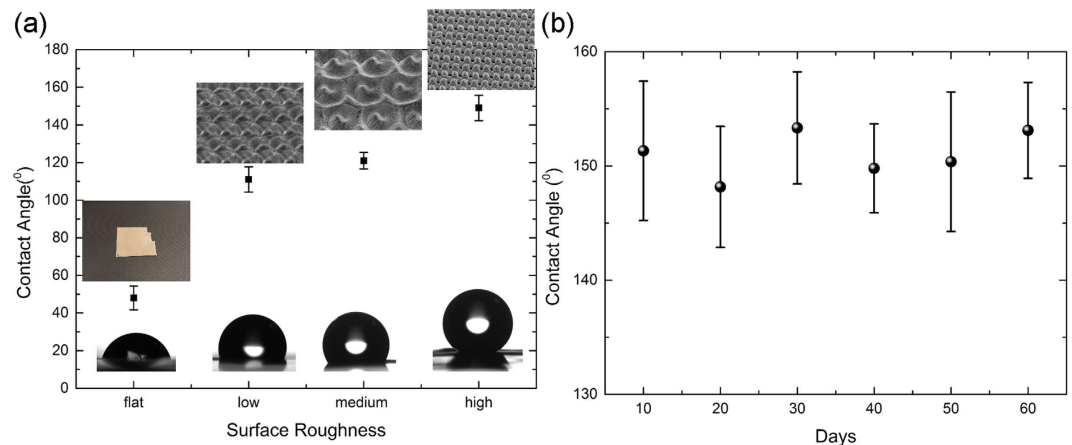 (a)
180
160
140
120
100
80
60
40
20
0
Contact Angle(⁰)
flat low medium high
Surface Roughness
(b)
160
150
140
130
Contact Angle (⁰)
10 20 30 40 50 60
Days